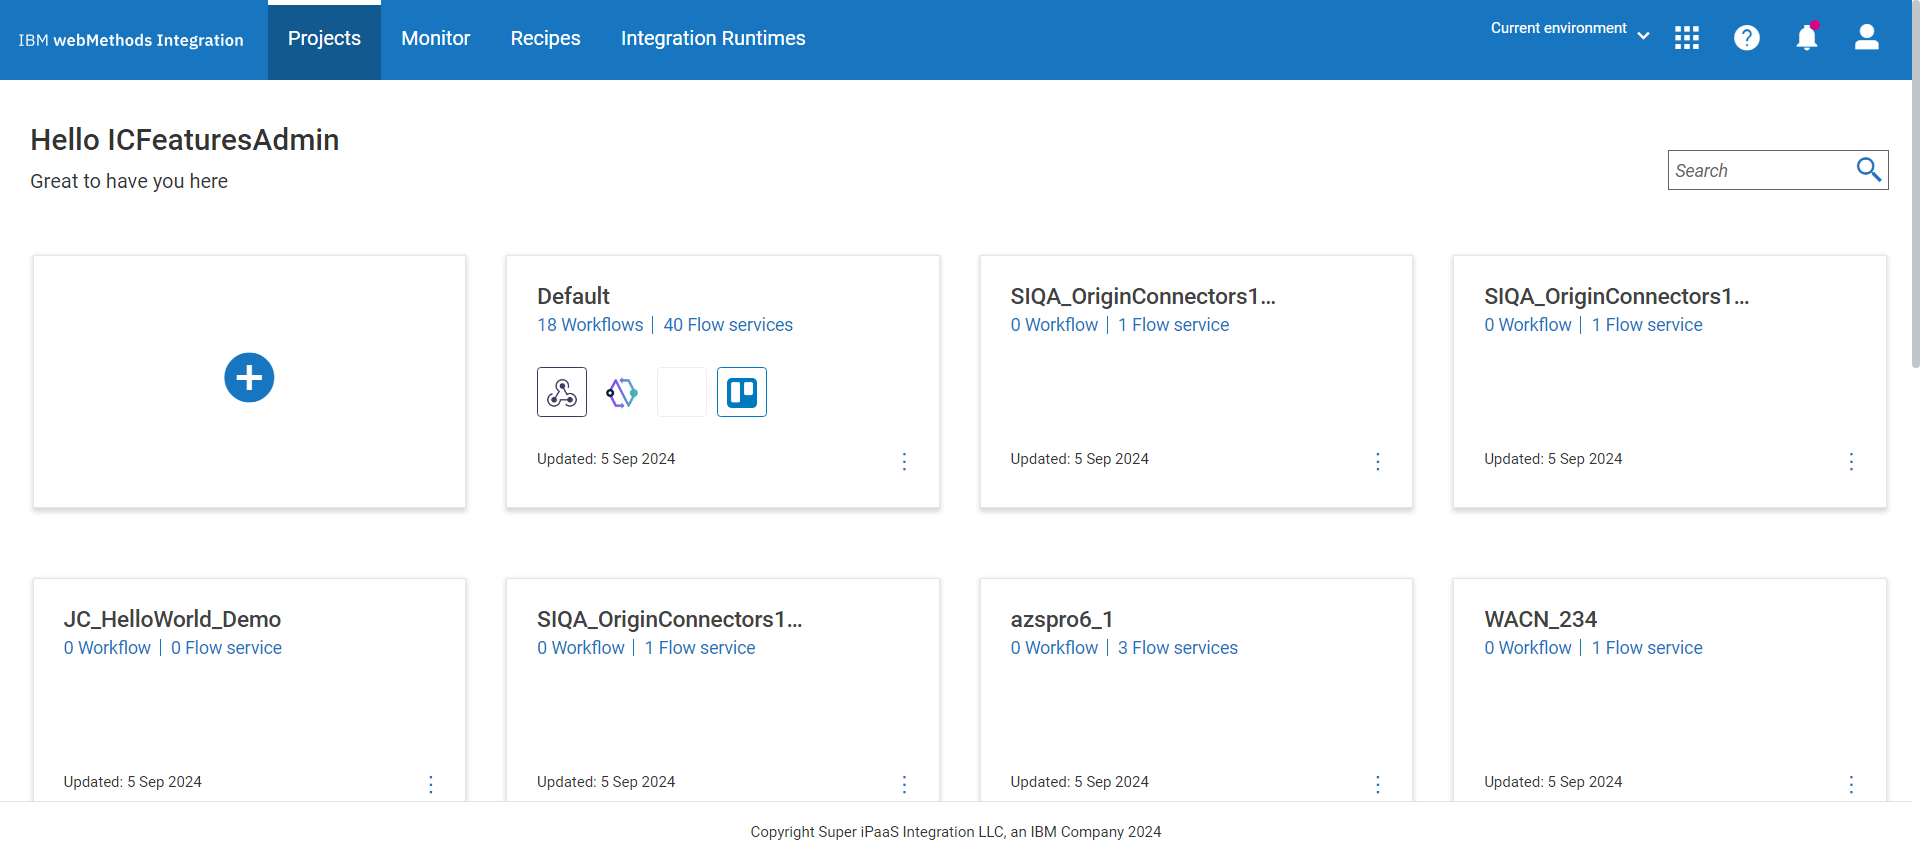 IBM webMethods Integration
Projects
Monitor
Recipes
Integration Runtimes
Current environment
Hello ICFeaturesAdmin
Great to have you here
Search
Default
18 Workflows | 40 Flow services
Updated: 5 Sep 2024
SIQA_OriginConnectors1...
0 Workflow | 1 Flow service
Updated: 5 Sep 2024
SIQA_OriginConnectors1...
0 Workflow | 1 Flow service
Updated: 5 Sep 2024
JC_HelloWorld_Demo
0 Workflow | 0 Flow service
Updated: 5 Sep 2024
SIQA_OriginConnectors1...
0 Workflow | 1 Flow service
Updated: 5 Sep 2024
azspro6_1
0 Workflow | 3 Flow services
Updated: 5 Sep 2024
WACN_234
0 Workflow | 1 Flow service
Updated: 5 Sep 2024
Copyright Super iPaaS Integration LLC, an IBM Company 2024